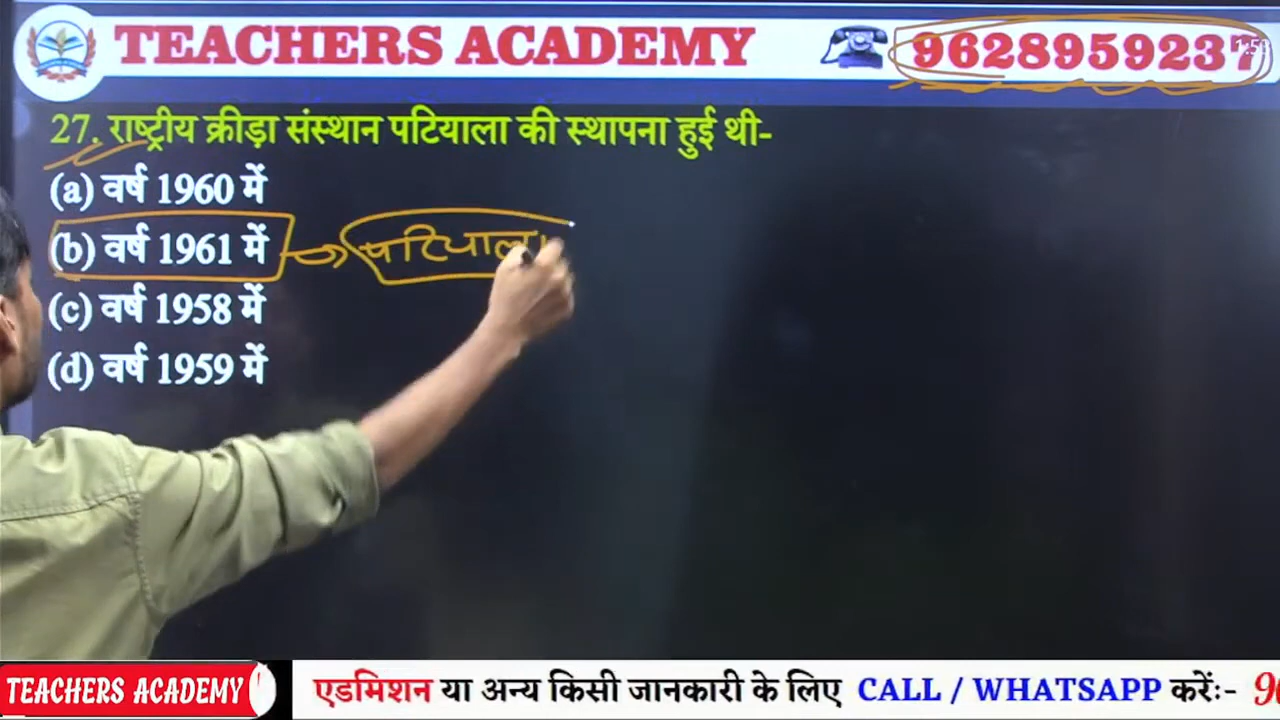 TEACHERS ACADEMY
9628959237
27. राष्ट्रीय क्रीड़ा संस्थान पटियाला की स्थापना हुई थी-
(a) वर्ष 1960 में
(b) वर्ष 1961 में
पटियाला
(c) वर्ष 1958 में
(d) वर्ष 1959 में
TEACHERS ACADEMY
एडमिशन या अन्य किसी जानकारी के लिए CALL / WHATSAPP करेंः- 9